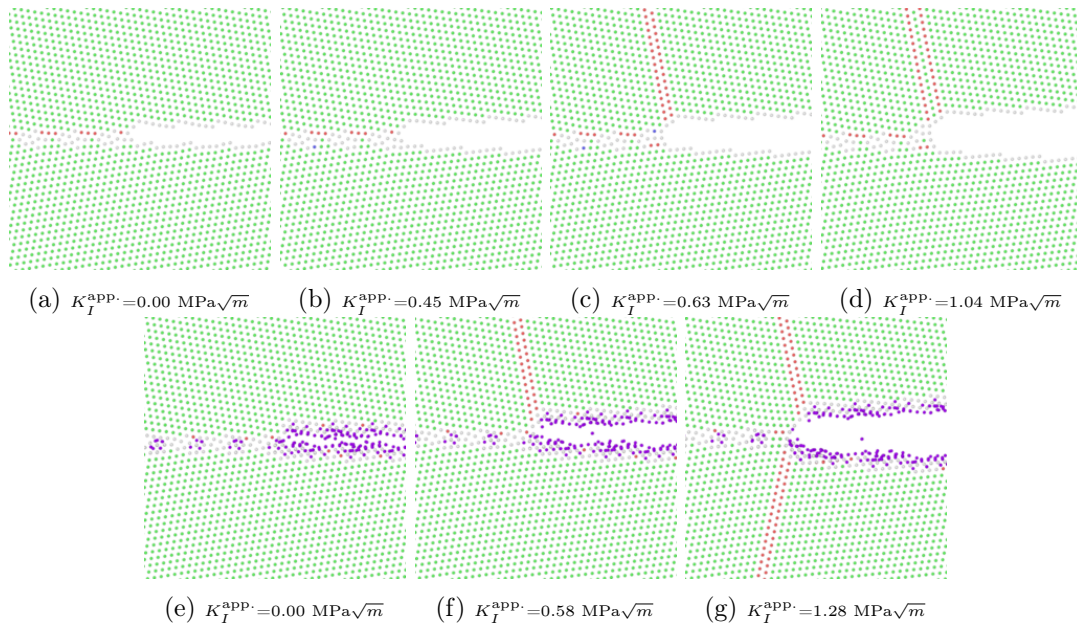 (a) K_I^app.=0.00 MPa√m (b) K_I^app.=0.45 MPa√m (c) K_I^app.=0.63 MPa√m (d) K_I^app.=1.04 MPa√m
(e) K_I^app.=0.00 MPa√m (f) K_I^app.=0.58 MPa√m (g) K_I^app.=1.28 MPa√m